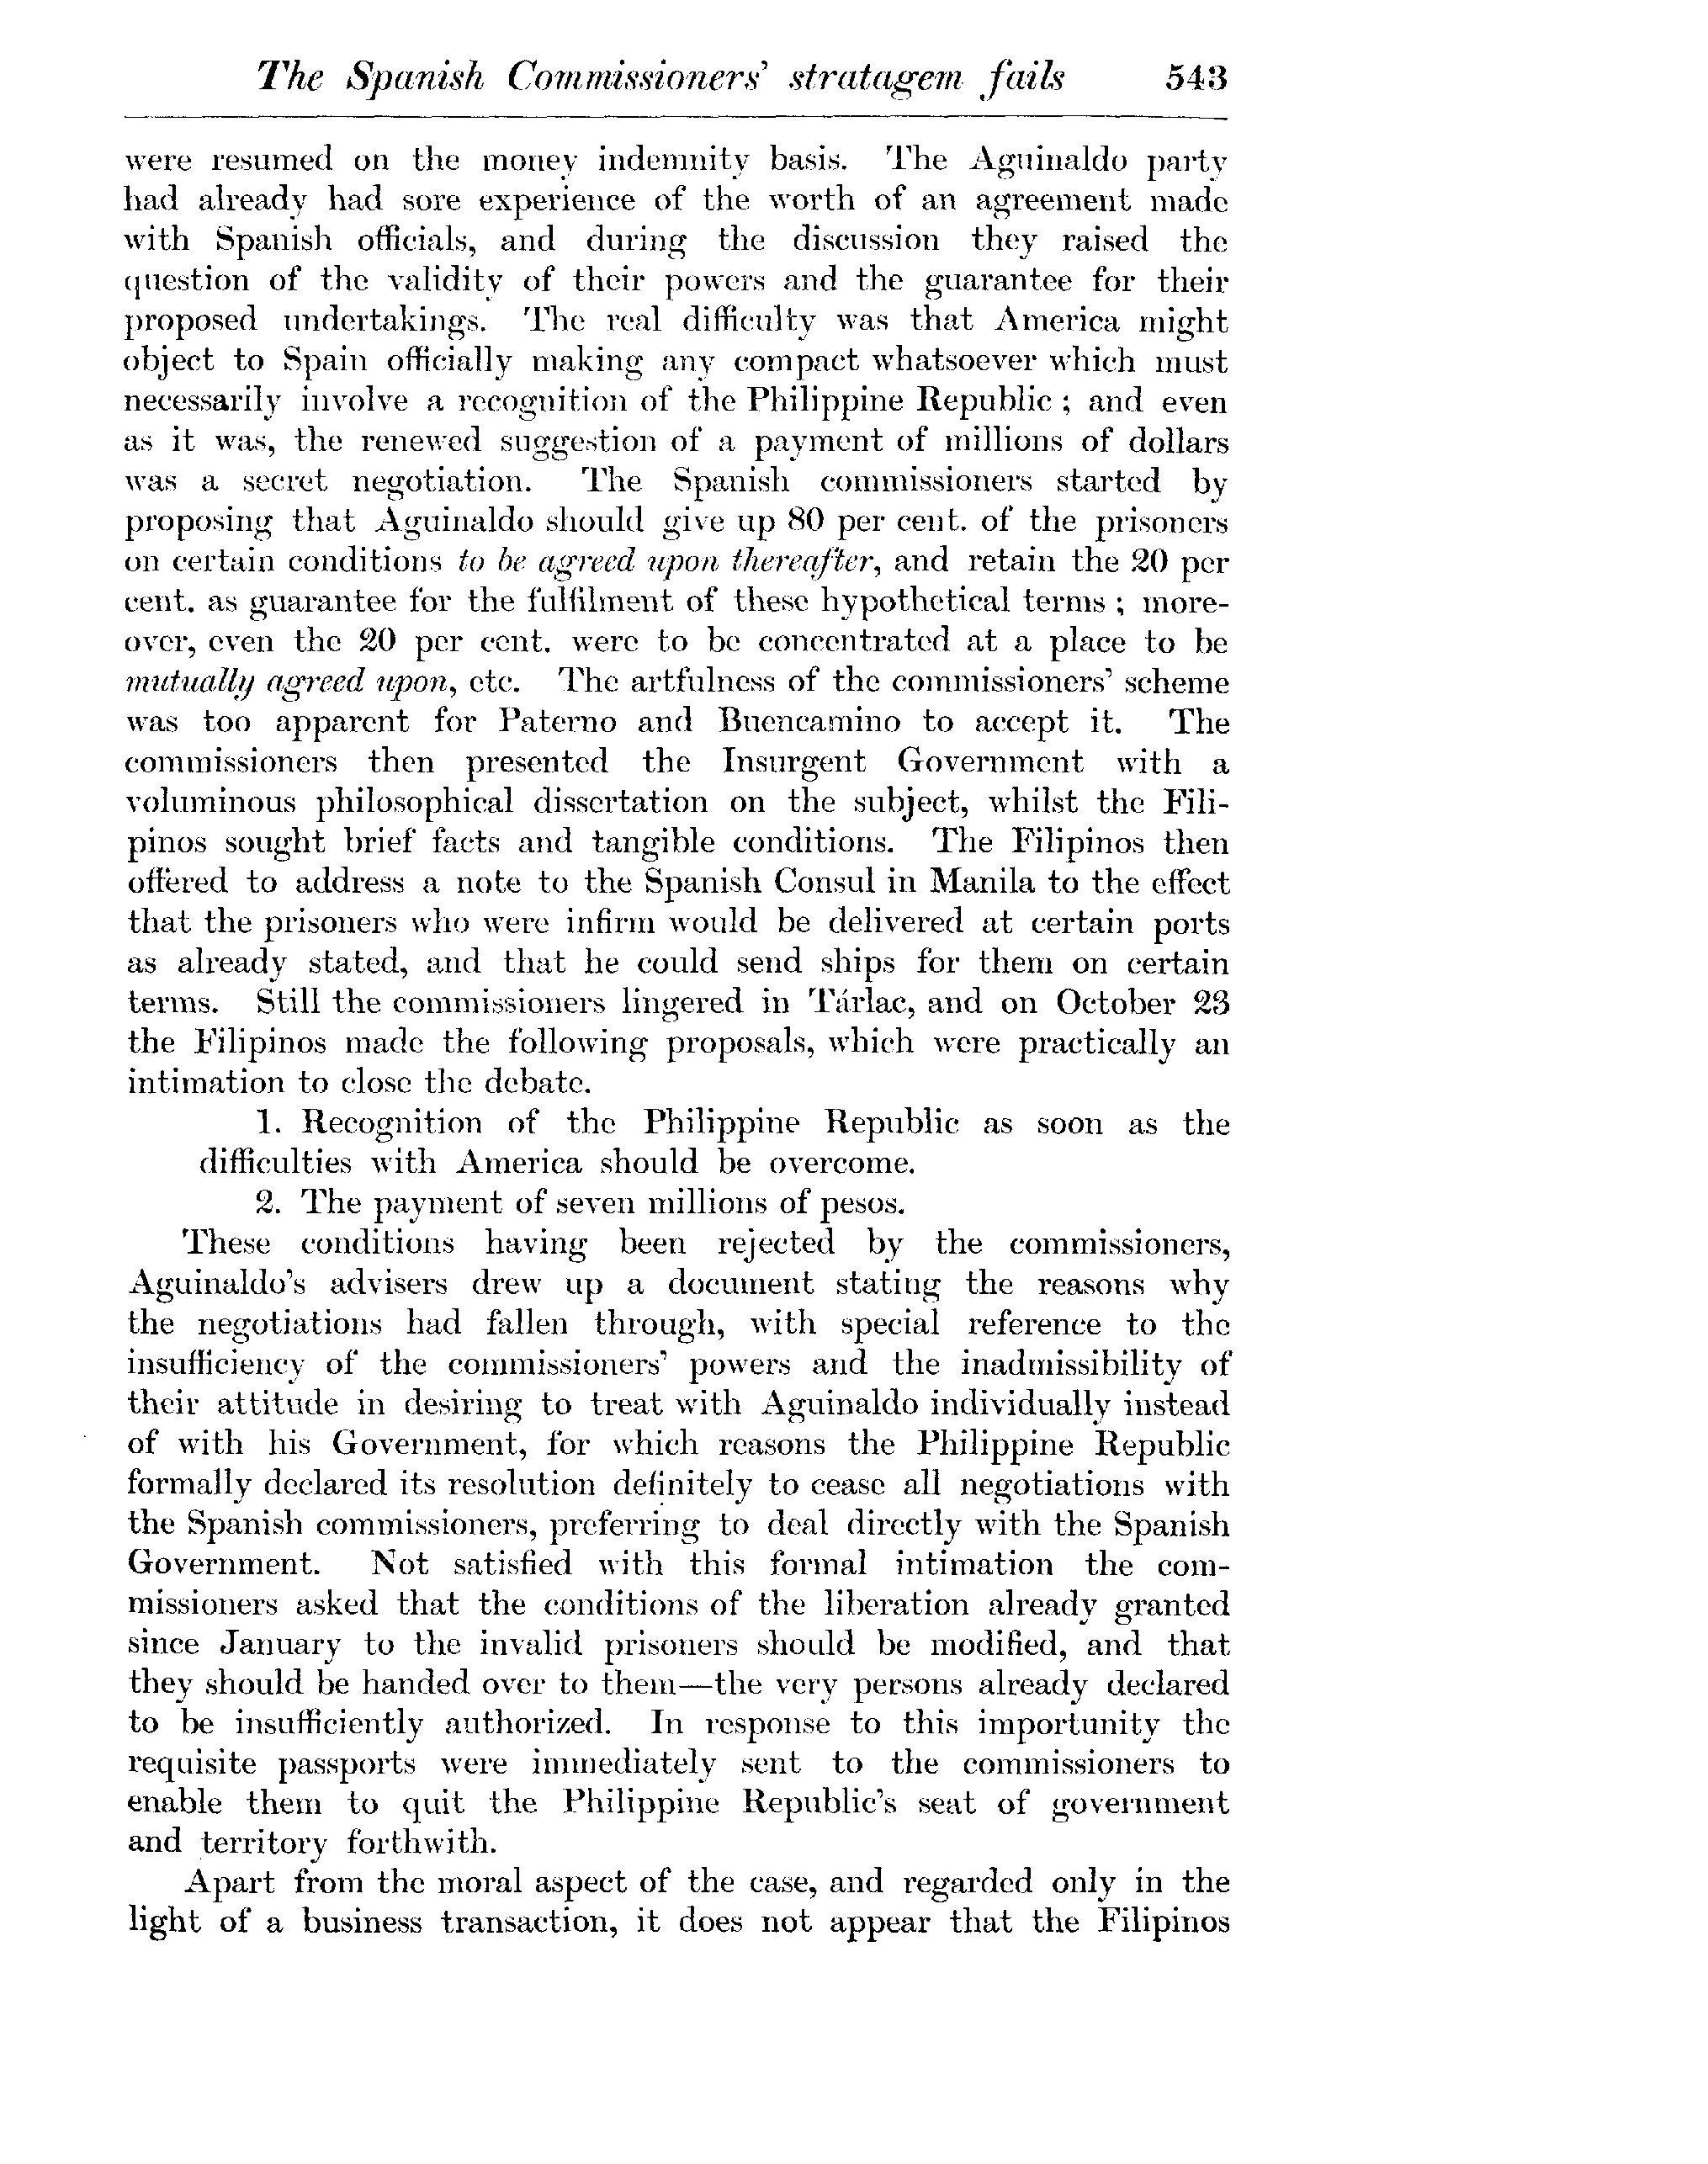 The Spanish Commissioners' stratagem fails 543
were resumed on the money indemnity basis. The Aguinaldo party
had already had sore experience of the worth of an agreement made
with Spanish officials, and during the discussion they raised the
question of the validity of their powers and the guarantee for their
proposed undertakings. The real difficulty was that America might
object to Spain officially making any compact whatsoever which must
necessarily involve a recognition of the Philippine Republic ; and even
as it was, the renewed suggestion of a payment of millions of dollars
was a secret negotiation. The Spanish commissioners started by
proposing that Aguinaldo should give up 80 per cent. of the prisoners
on certain conditions to be agreed upon thereafter, and retain the 20 per
cent. as guarantee for the fulfilment of these hypothetical terms ; more-
over, even the 20 per cent. were to be concentrated at a place to be
mutually agreed upon, etc. The artfulness of the commissioners' scheme
was too apparent for Paterno and Buencamino to accept it. The
commissioners then presented the Insurgent Government with a
voluminous philosophical dissertation on the subject, whilst the Fili-
pinos sought brief facts and tangible conditions. The Filipinos then
offered to address a note to the Spanish Consul in Manila to the effect
that the prisoners who were infirm would be delivered at certain ports
as already stated, and that he could send ships for them on certain
terms. Still the commissioners lingered in Tárlac, and on October 23
the Filipinos made the following proposals, which were practically an
intimation to close the debate.
1. Recognition of the Philippine Republic as soon as the
difficulties with America should be overcome.
2. The payment of seven millions of pesos.
These conditions having been rejected by the commissioners,
Aguinaldo's advisers drew up a document stating the reasons why
the negotiations had fallen through, with special reference to the
insufficiency of the commissioners' powers and the inadmissibility of
their attitude in desiring to treat with Aguinaldo individually instead
of with his Government, for which reasons the Philippine Republic
formally declared its resolution definitely to cease all negotiations with
the Spanish commissioners, preferring to deal directly with the Spanish
Government. Not satisfied with this formal intimation the com-
missioners asked that the conditions of the liberation already granted
since January to the invalid prisoners should be modified, and that
they should be handed over to them—the very persons already declared
to be insufficiently authorized. In response to this importunity the
requisite passports were immediately sent to the commissioners to
enable them to quit the Philippine Republic's seat of government
and territory forthwith.
Apart from the moral aspect of the case, and regarded only in the
light of a business transaction, it does not appear that the Filipinos